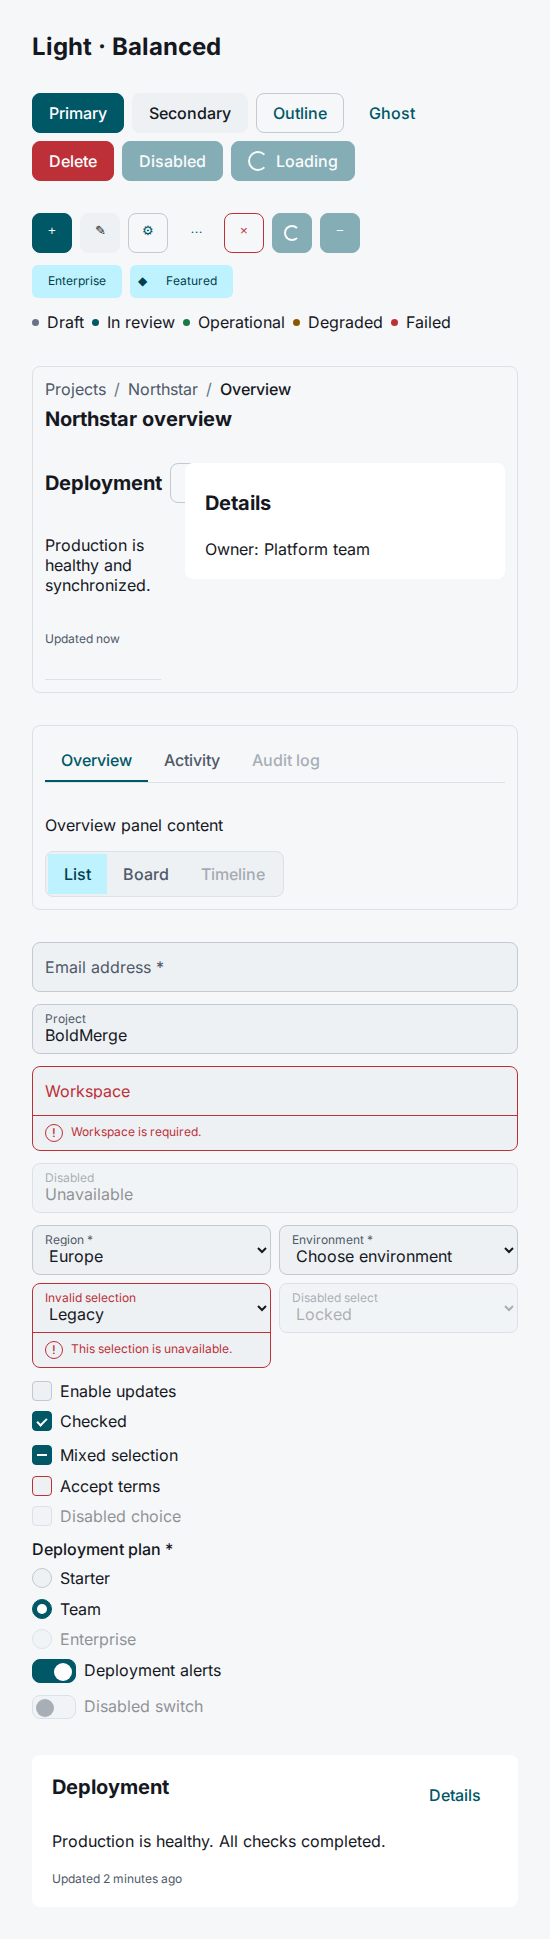 Light · Balanced
Primary Secondary Outline Ghost
Delete Disabled Loading
+ ✎ ⚙ … × −
Enterprise ◆ Featured
Draft In review Operational Degraded Failed
Projects / Northstar / Overview
Northstar overview
Deployment
Details
Owner: Platform team
Production is
healthy and
synchronized.
Updated now
Overview Activity Audit log
Overview panel content
List Board Timeline
Email address *
Project
BoldMerge
Workspace
! Workspace is required.
Disabled
Unavailable
Region *
Europe
Environment *
Choose environment
Invalid selection
Legacy
! This selection is unavailable.
Disabled select
Locked
Enable updates
Checked
Mixed selection
Accept terms
Disabled choice
Deployment plan *
Starter
Team
Enterprise
Deployment alerts
Disabled switch
Deployment
Details
Production is healthy. All checks completed.
Updated 2 minutes ago